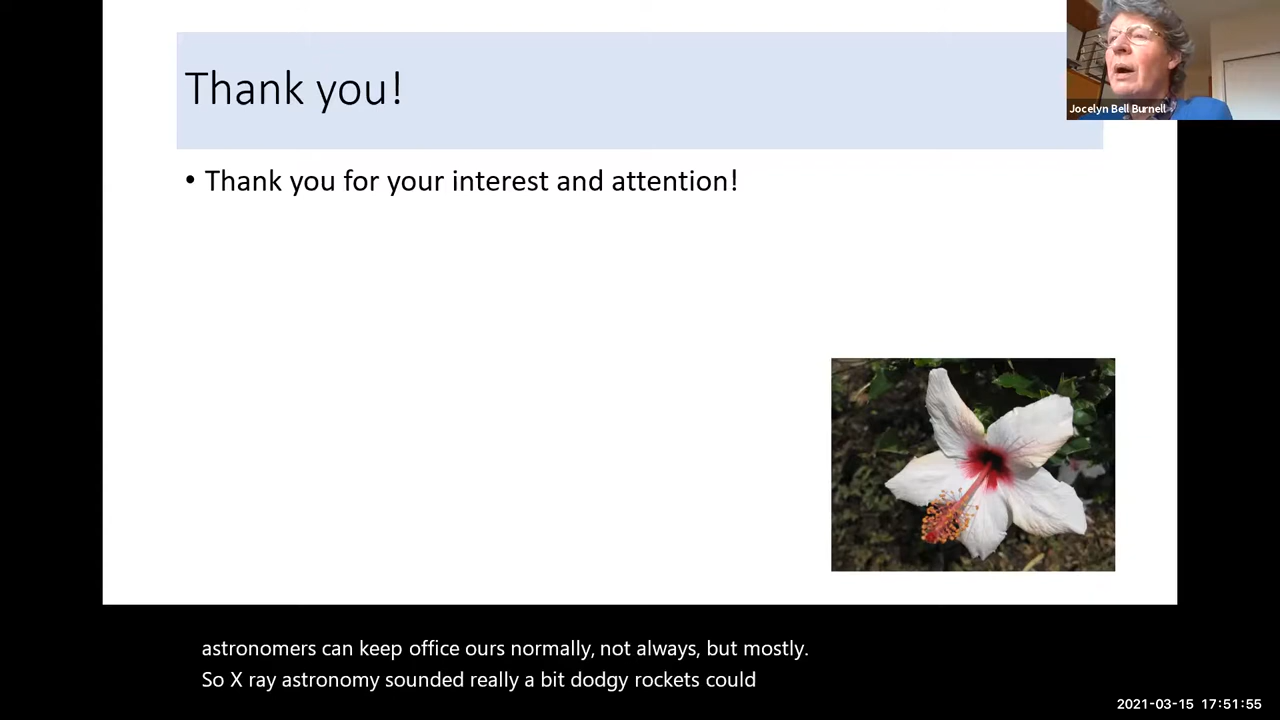 Thank you!
Jocelyn Bell Burnell
• Thank you for your interest and attention!
astronomers can keep office ours normally, not always, but mostly.
So X ray astronomy sounded really a bit dodgy rockets could
2021-03-15 17:51:55